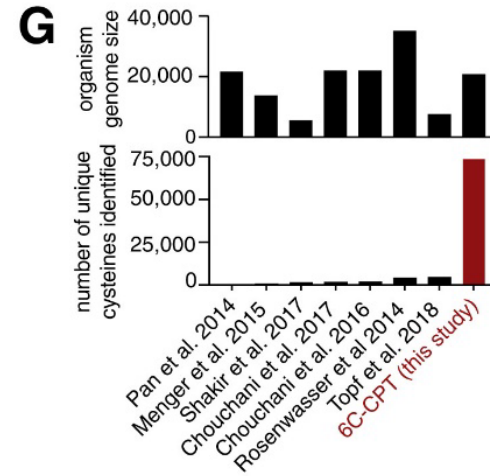 G
organism
genome size
40,000
20,000
0
number of unique
cysteines identified
75,000
50,000
25,000
0
Pan et al. 2014
Menger et al. 2015
Shakir et al. 2017
Chouchani et al. 2017
Chouchani et al. 2016
Rosenwasser et al 2014
Topf et al. 2018
6C-CPT (this study)